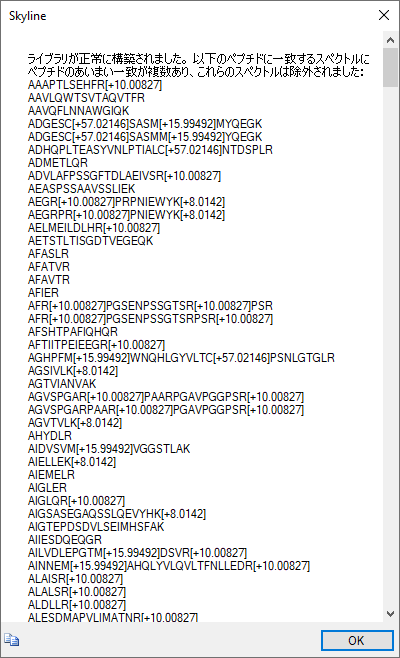 Skyline
ライブラリが正常に構築されました。以下のペプチドに一致するスペクトルに
ペプチドのあいまい一致が複数あり、これらのスペクトルは除外されました:
AAAPTLSEHFR[+10.00827]
AAVLQWTSVTAQVTFR
AAVQFLNNAWGIQK
ADGESC[+57.02146]SASM[+15.99492]MYQEGK
ADGESC[+57.02146]SASMM[+15.99492]YQEGK
ADHQPLTEASYVNLPTIALC[+57.02146]NTDSPLR
ADMETLQR
ADVLAFPSSGFTDLAEIVSR[+10.00827]
AEASPSSAAVSSLIEK
AEGR[+10.00827]PRPNIEWYK[+8.0142]
AEGRPR[+10.00827]PNIEWYK[+8.0142]
AELMEILDLHR[+10.00827]
AETSTLTISGDTVEGEQK
AFASLR
AFATVR
AFAVTR
AFIER
AFR[+10.00827]PGSENPSSGTSR[+10.00827]PSR
AFR[+10.00827]PGSENPSSGTSRPSR[+10.00827]
AFSHTPAFIQHQR
AFTIITPEIEEGR[+10.00827]
AGHPFM[+15.99492]WNQHLGYVLTC[+57.02146]PSNLGTGLR
AGSIVLK[+8.0142]
AGTVIANVAK
AGVSPGAR[+10.00827]PAARPGAVPGGPSR[+10.00827]
AGVSPGARPAAR[+10.00827]PGAVPGGPSR[+10.00827]
AGVTVLK[+8.0142]
AHYDLR
AIDVSVM[+15.99492]VGGSTLAK
AIELLEK[+8.0142]
AIEMELR
AIGLER
AIGLQR[+10.00827]
AIGSASEGAQSSLQEVYHK[+8.0142]
AIGTEPDSDVLSEIMHSFAK
AIIESDQEQGR
AILVDLEPGTM[+15.99492]DSVR[+10.00827]
AINNEM[+15.99492]AHQLYVLQVLTFNLLEDR[+10.00827]
ALAISR[+10.00827]
ALALSR[+10.00827]
ALDLLR[+10.00827]
ALESDMAPVLIMATNR[+10.00827]
OK